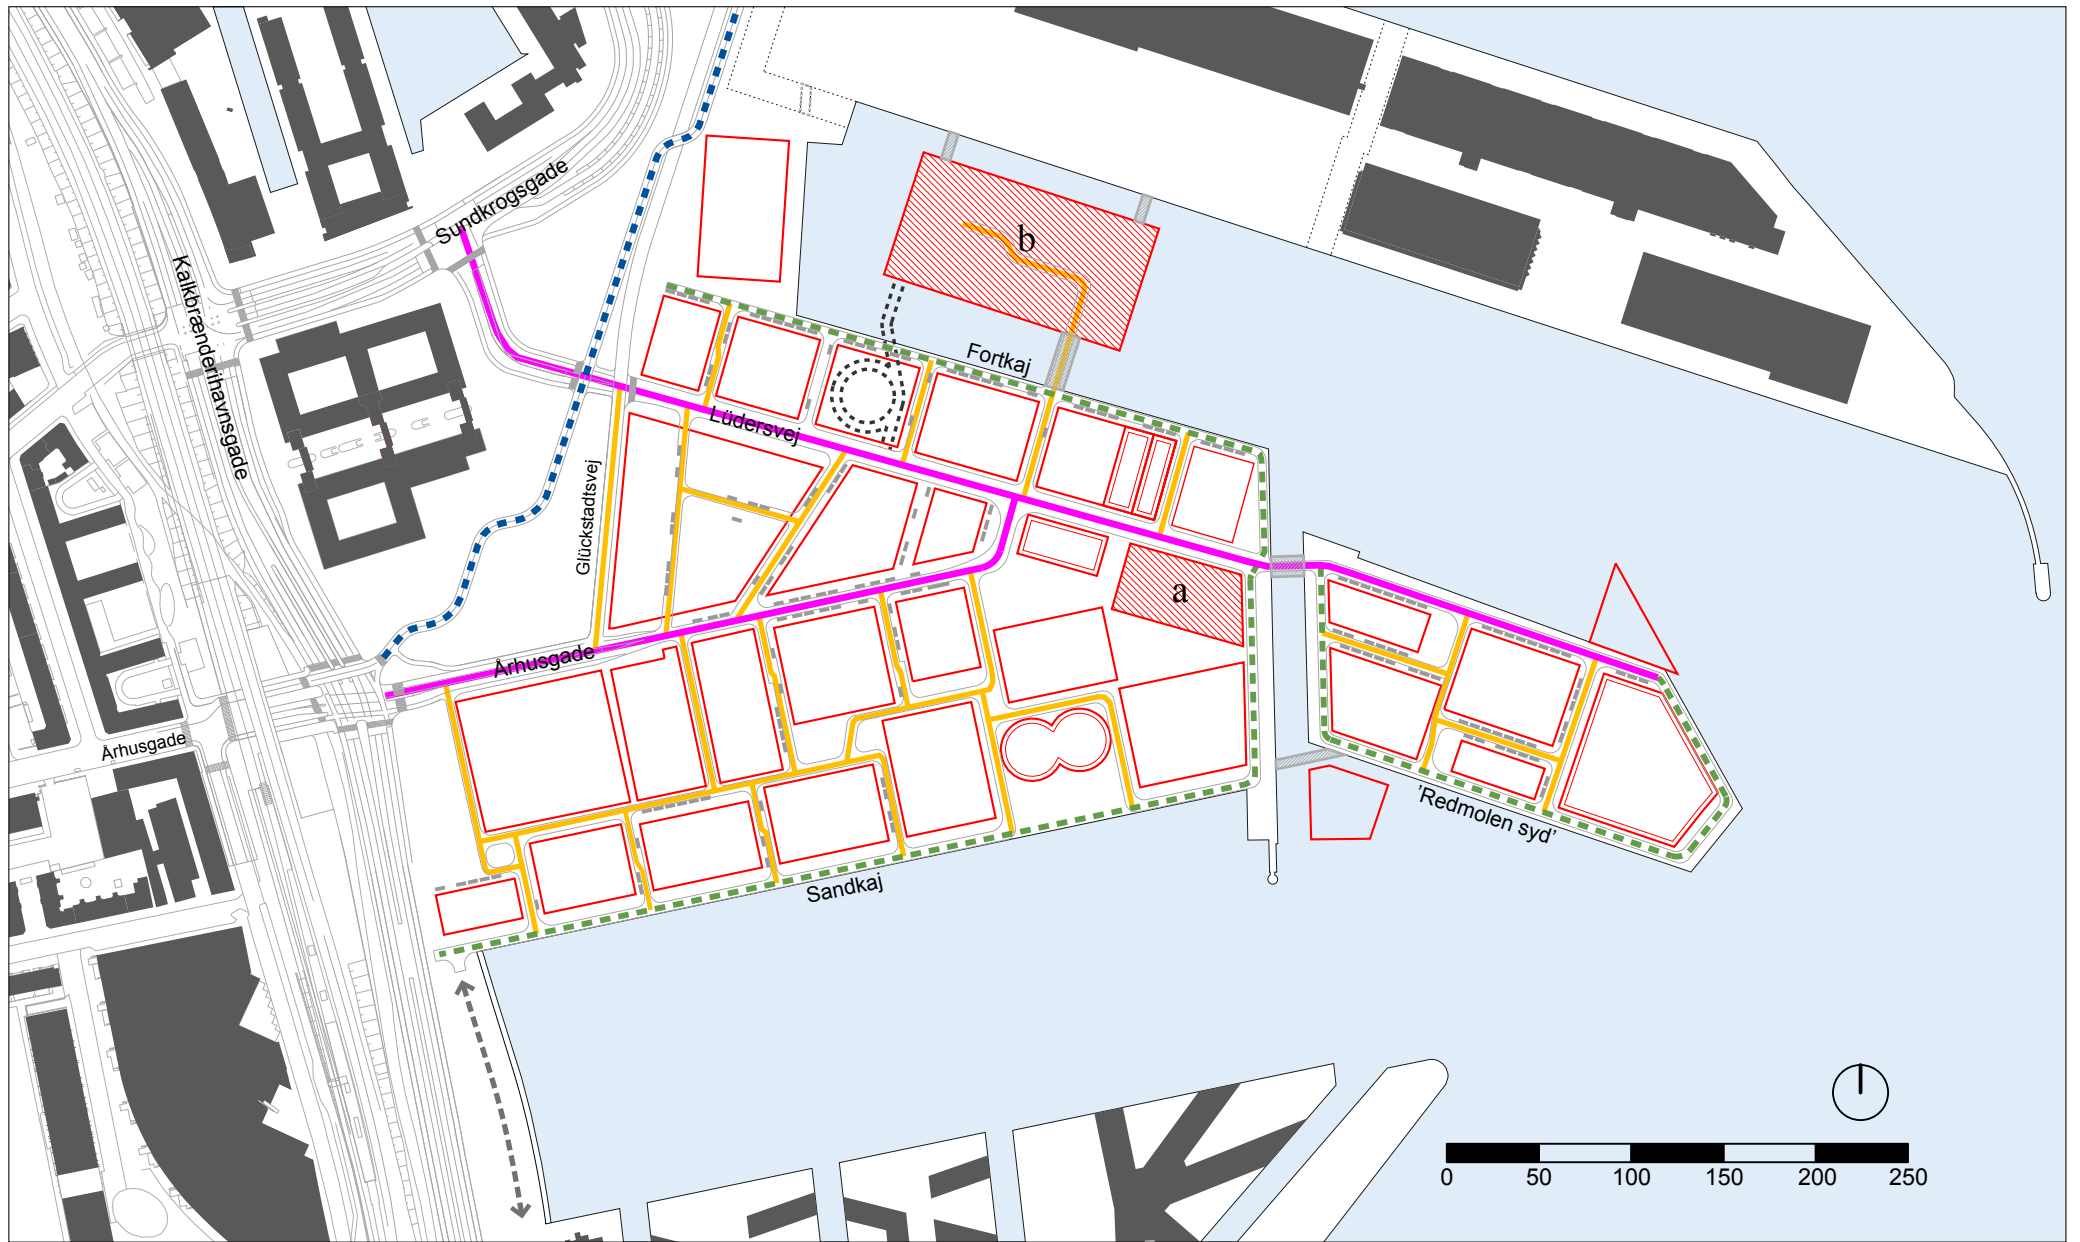 Sundkrogsgade
b
Kalkbrænderihavnsgade
Fortkaj
Lüdersvej
Glückstadtsvej
a
Århusgade
Århusgade
'Redmolen syd'
Sandkaj
0 50 100 150 200 250